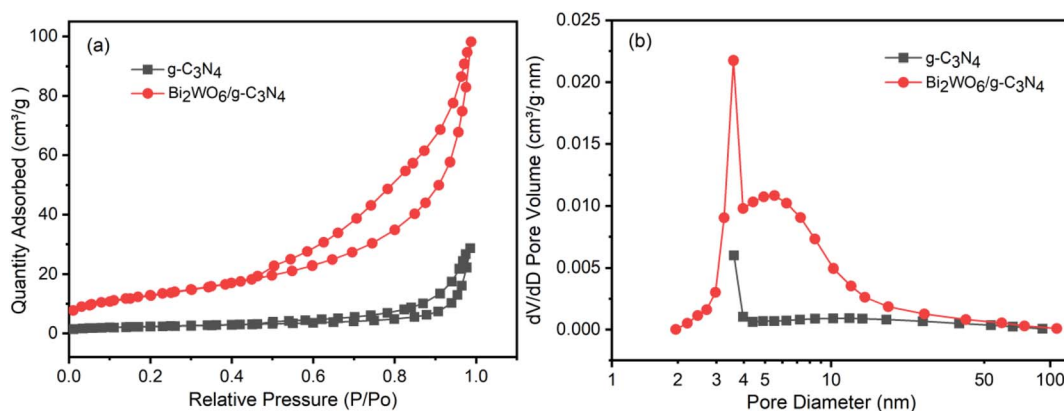 (a)
g-C₃N₄
Bi₂WO₆/g-C₃N₄
Quantity Adsorbed (cm³/g)
100
80
60
40
20
0
0.0 0.2 0.4 0.6 0.8 1.0
Relative Pressure (P/Po)
(b)
g-C₃N₄
Bi₂WO₆/g-C₃N₄
dV/dD Pore Volume (cm³/g·nm)
0.025
0.020
0.015
0.010
0.005
0.000
1 2 3 4 5 10 50 100
Pore Diameter (nm)